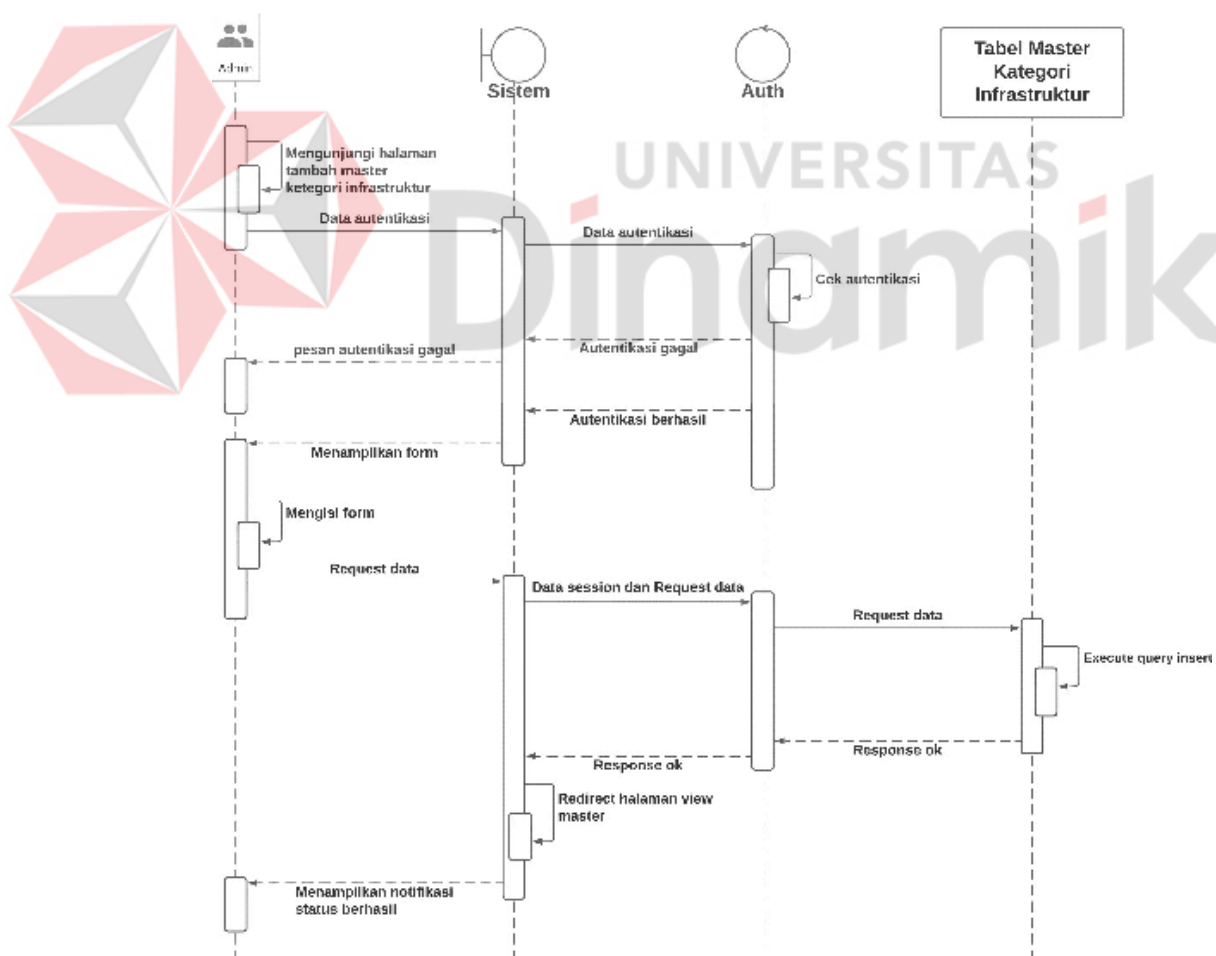 Admin
Sistem
Auth
Tabel Master
Kategori
Infrastruktur
UNIVERSITAS
Dinamik
Mengunjungi halaman
tambah master
ketegori infrastruktur
Data autentikasi
Data autentikasi
Cek autentikasi
Autentikasi gagal
pesan autentikasi gagal
Autentikasi berhasil
Menampilkan form
Mengisi form
Request data
Data session dan Request data
Request data
Execute query insert
Response ok
Response ok
Redirect halaman view
master
Menampilkan notifikasi
status berhasil